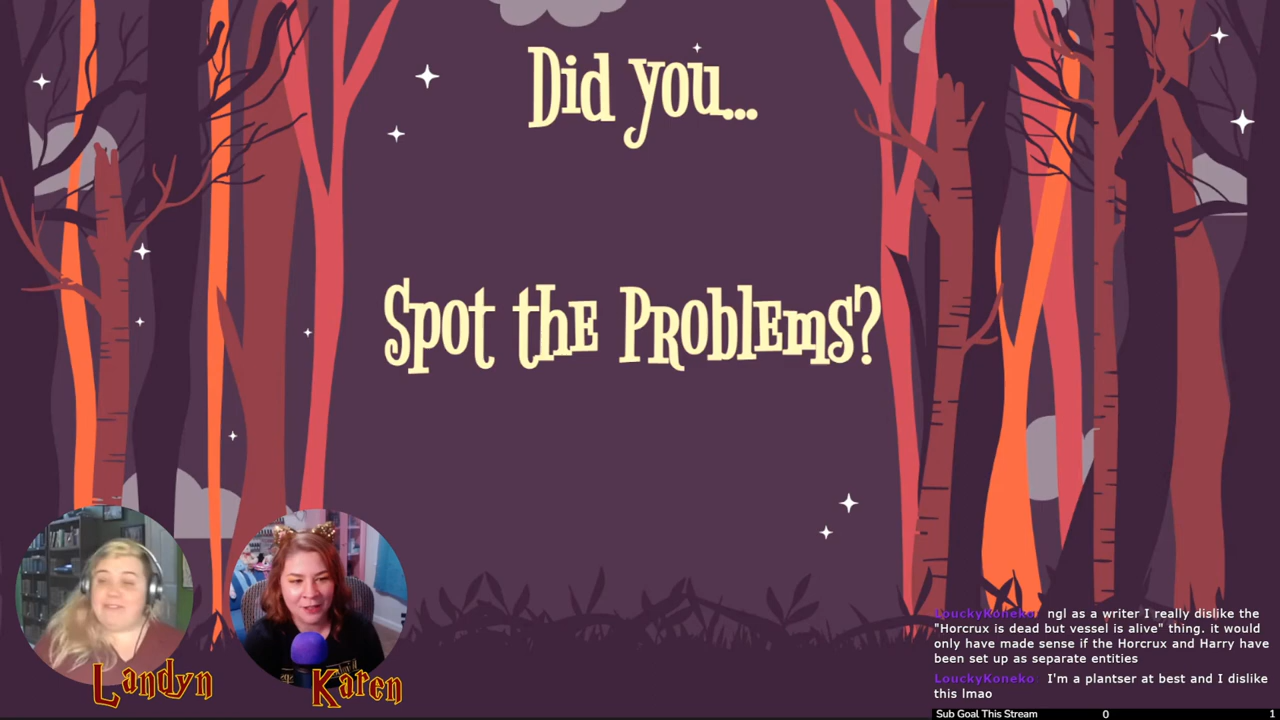 Did you...
Spot the Problems?
Landyn
Karen
LouckyKoneko: ngl as a writer I really dislike the
"Horcrux is dead but vessel is alive" thing. it would
only have made sense if the Horcrux and Harry have
been set up as separate entities
LouckyKoneko: I'm a plantser at best and I dislike
this lmao
Sub Goal This Stream 0 1